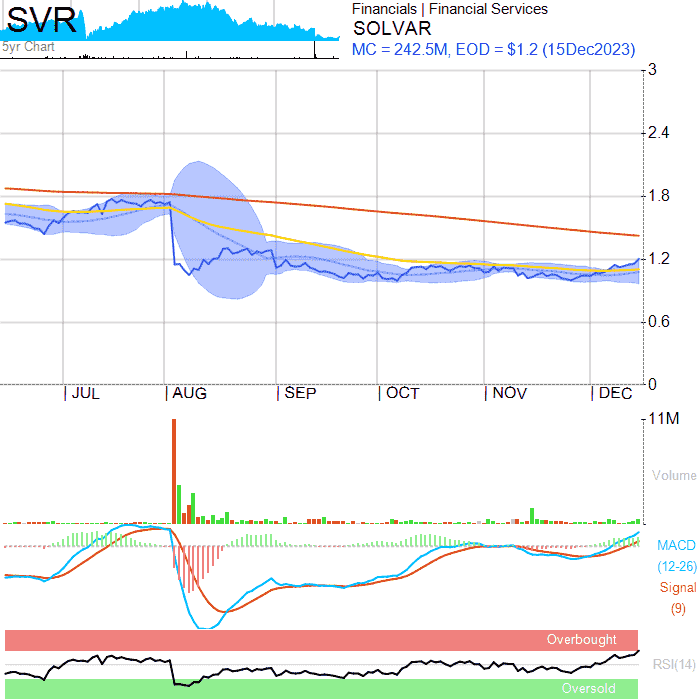 SVR
5yr Chart
Financials | Financial Services
SOLVAR
MC = 242.5M, EOD = $1.2 (15Dec2023)
3
2.4
1.8
1.2
0.6
0
JUL AUG SEP OCT NOV DEC
11M
Volume
MACD
(12-26)
Signal
(9)
Overbought
RSI(14)
Oversold